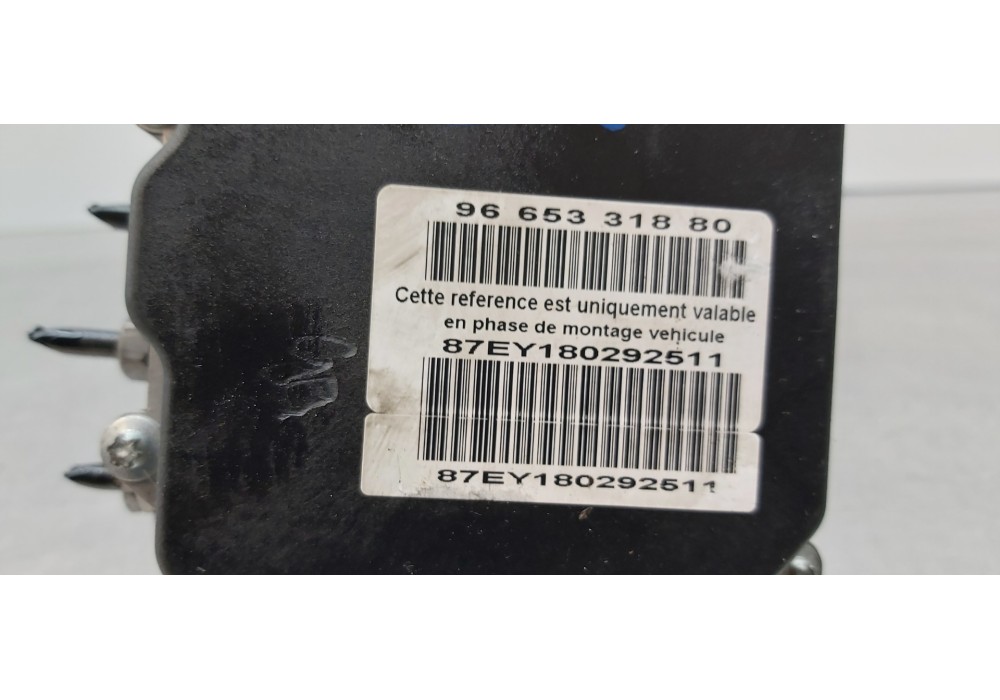 96 653 318 80
Cette reference est uniquement valable
en phase de montage vehicule
87EY180292511
87EY180292511